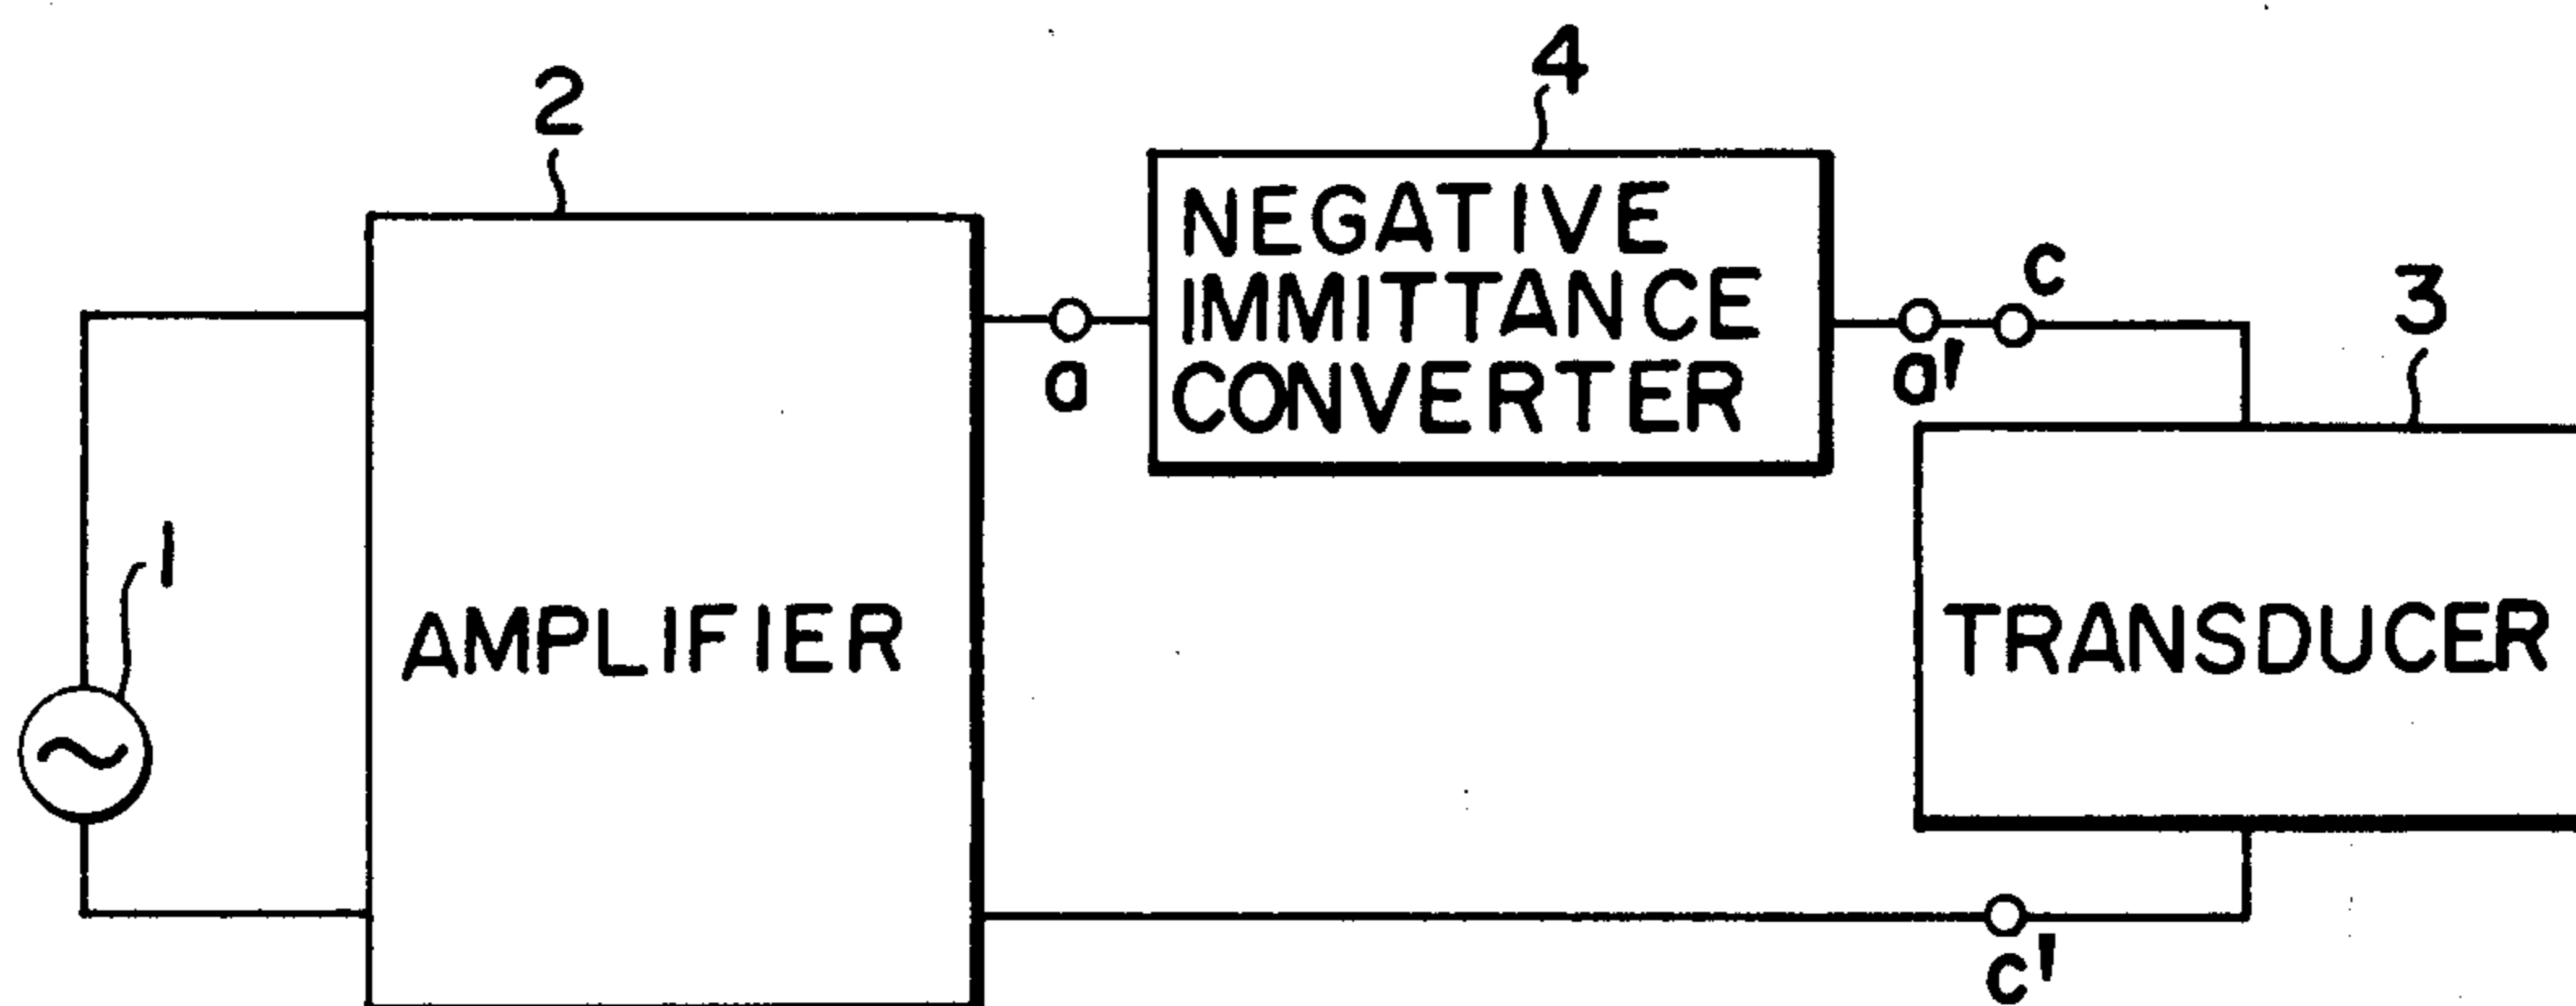 2
4
NEGATIVE
IMMITTANCE
CONVERTER
a
a'
c
3
1
AMPLIFIER
TRANSDUCER
c'